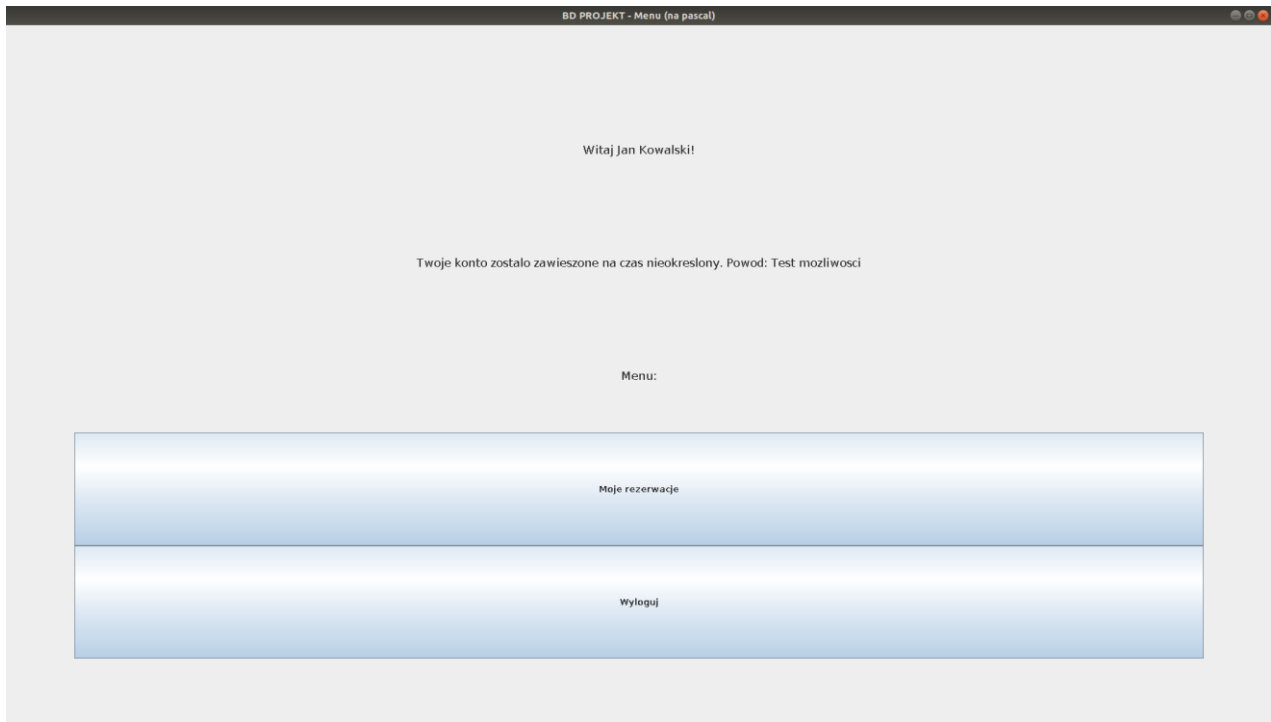 BD PROJEKT - Menu (na pascal)
Witaj Jan Kowalski!
Twoje konto zostalo zawieszone na czas nieokreslony. Powod: Test mozliwosci
Menu:
Moje rezerwacje
Wyloguj